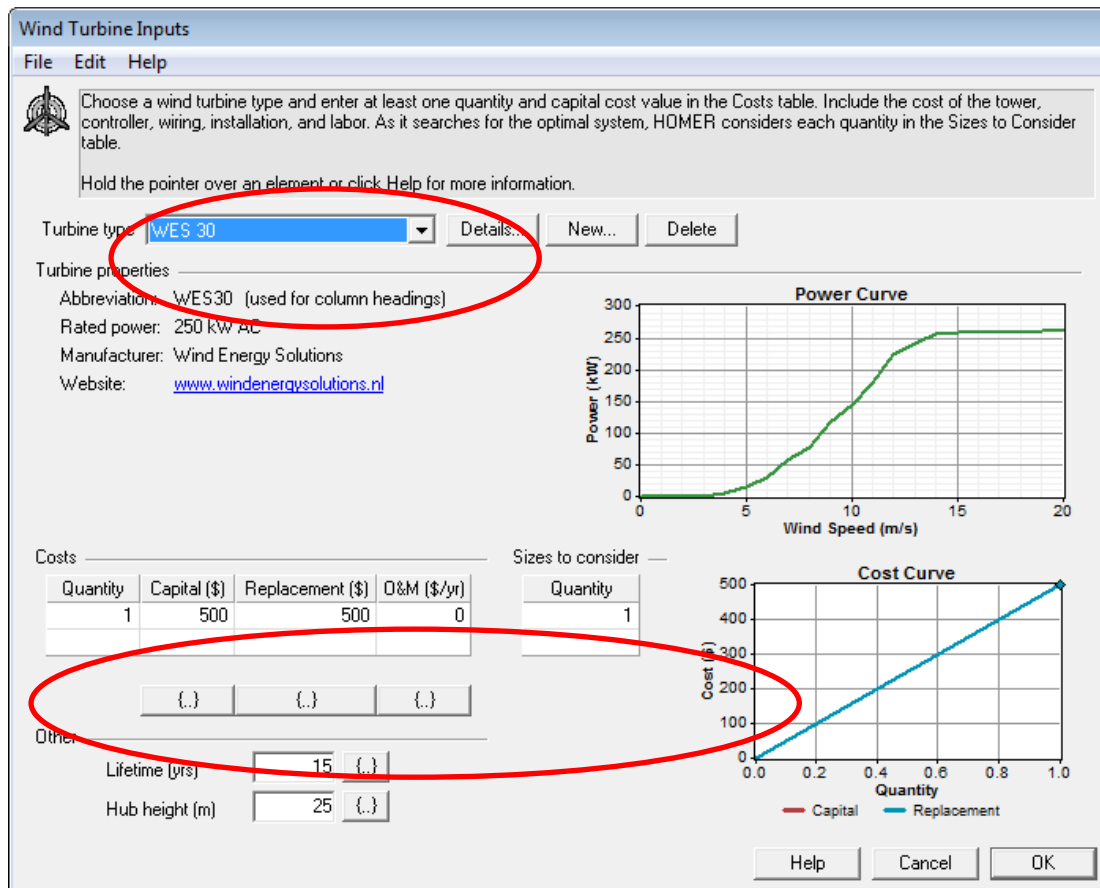 Wind Turbine Inputs
File Edit Help
Choose a wind turbine type and enter at least one quantity and capital cost value in the Costs table. Include the cost of the tower,
controller, wiring, installation, and labor. As it searches for the optimal system, HOMER considers each quantity in the Sizes to Consider
table.
Hold the pointer over an element or click Help for more information.
Turbine type WES 30 Details... New... Delete
Turbine properties
Abbreviation: WES30 (used for column headings)
Rated power: 250 kW AC
Manufacturer: Wind Energy Solutions
Website: www.windenergysolutions.nl
Power Curve
300
250
200
150
100
50
0
Power (kW)
0 5 10 15 20
Wind Speed (m/s)
Costs
Quantity Capital ($) Replacement ($) O&M ($/yr)
1 500 500 0
{..} {..} {..}
Sizes to consider
Quantity
1
Cost Curve
500
400
300
200
100
0
Cost ($)
0.0 0.2 0.4 0.6 0.8 1.0
Quantity
Capital Replacement
Other
Lifetime (yrs) 15 {..}
Hub height (m) 25 {..}
Help Cancel OK